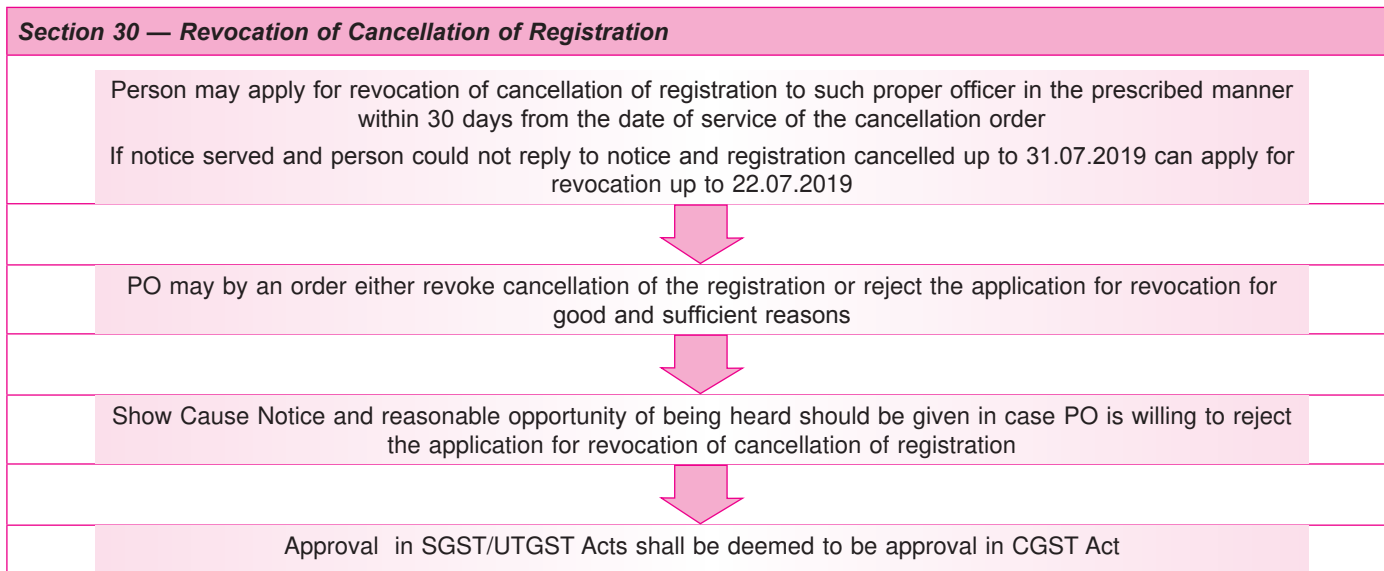 Section 30 — Revocation of Cancellation of Registration
Person may apply for revocation of cancellation of registration to such proper officer in the prescribed manner
within 30 days from the date of service of the cancellation order
If notice served and person could not reply to notice and registration cancelled up to 31.07.2019 can apply for
revocation up to 22.07.2019
PO may by an order either revoke cancellation of the registration or reject the application for revocation for
good and sufficient reasons
Show Cause Notice and reasonable opportunity of being heard should be given in case PO is willing to reject
the application for revocation of cancellation of registration
Approval in SGST/UTGST Acts shall be deemed to be approval in CGST Act